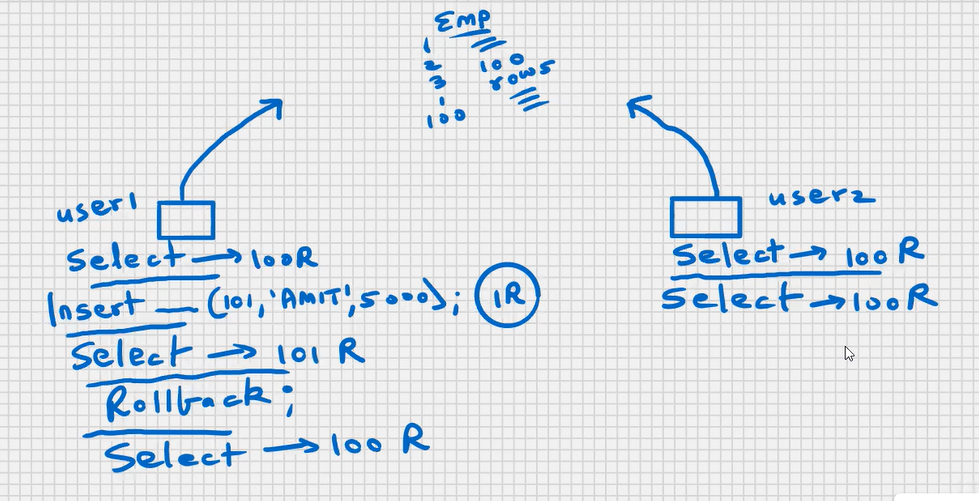 Emp
1
2
3
100
100
rows
user1
Select → 100R
Insert — (101,'AMIT',5000);
1R
Select → 101 R
Rollback;
Select → 100 R
user2
Select → 100 R
Select → 100R